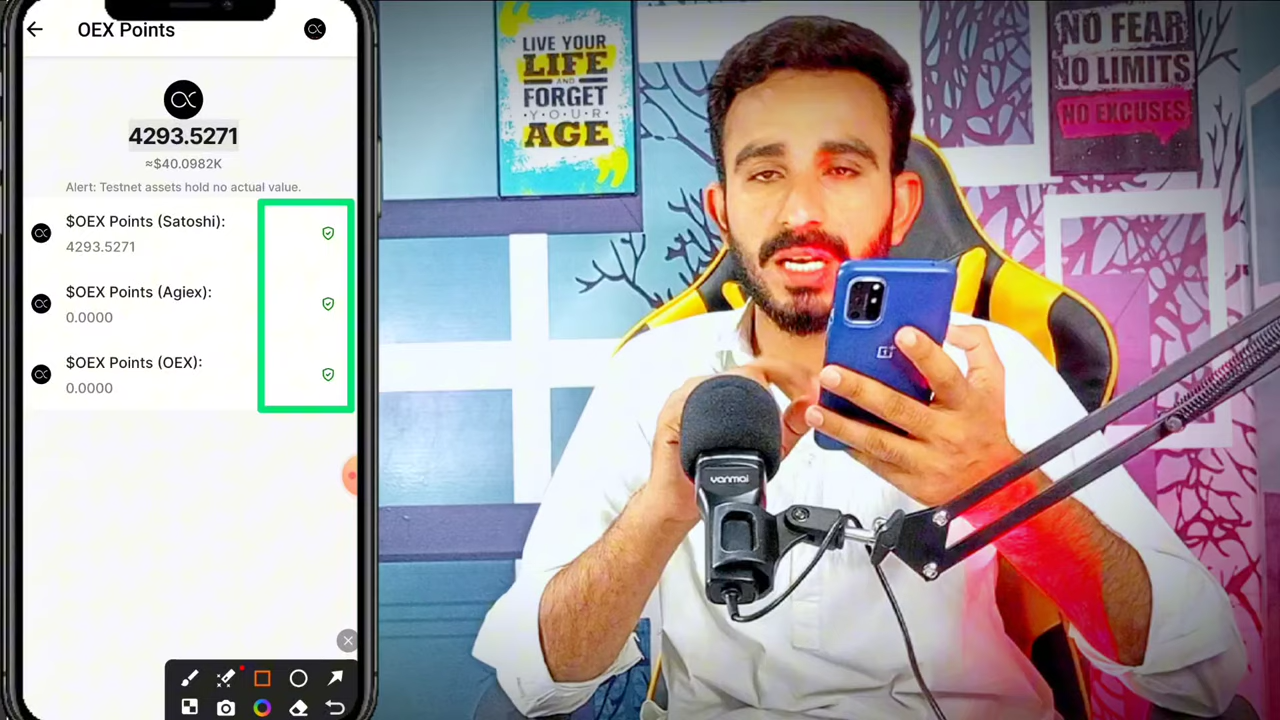 OEX Points
4293.5271
≈$40.0982K
Alert: Testnet assets hold no actual value.
$OEX Points (Satoshi):
4293.5271
$OEX Points (Agiex):
0.0000
$OEX Points (OEX):
0.0000
LIVE YOUR
LIFE
AND
FORGET
·Y·O·U·R·
AGE
NO FEAR
NO LIMITS
NO EXCUSES
vanmai